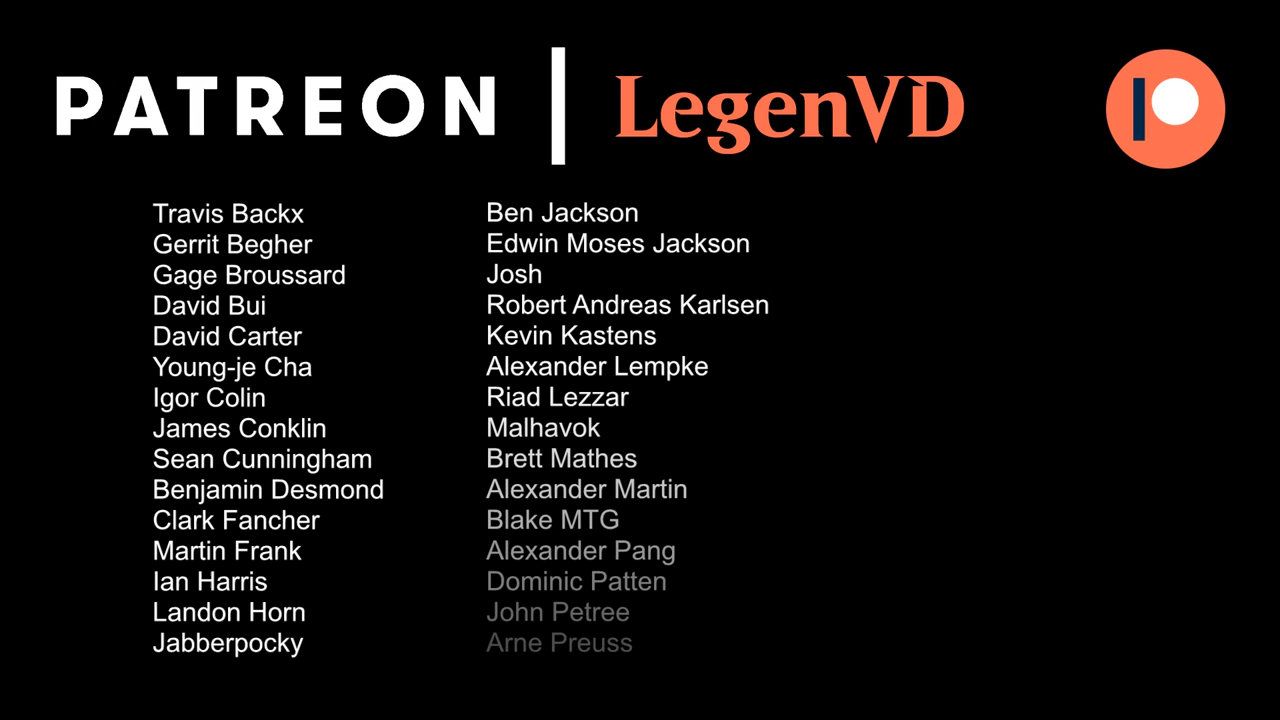 PATREON | LegenVD
Travis Backx
Gerrit Begher
Gage Broussard
David Bui
David Carter
Young-je Cha
Igor Colin
James Conklin
Sean Cunningham
Benjamin Desmond
Clark Fancher
Martin Frank
Ian Harris
Landon Horn
Jabberpocky
Ben Jackson
Edwin Moses Jackson
Josh
Robert Andreas Karlsen
Kevin Kastens
Alexander Lempke
Riad Lezzar
Malhavok
Brett Mathes
Alexander Martin
Blake MTG
Alexander Pang
Dominic Patten
John Petree
Arne Preuss